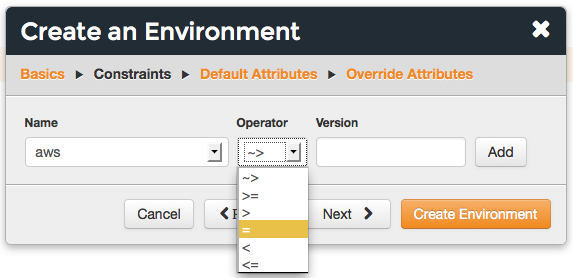 Create an Environment
Basics Constraints Default Attributes Override Attributes
Name Operator Version
aws ~> Add
~>
>=
>
=
<
<=
Cancel Next Create Environment